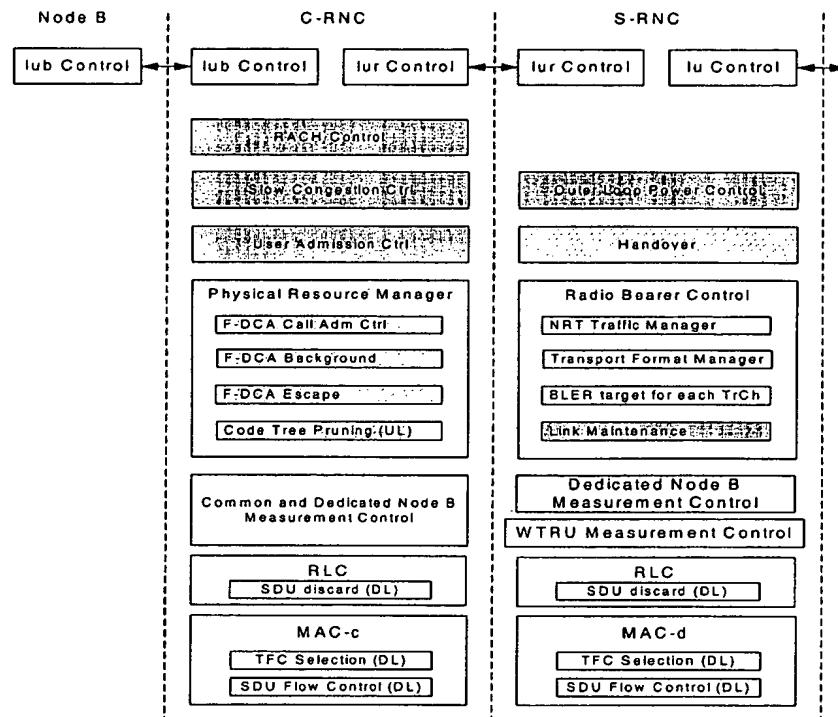 Node B
C-RNC
S-RNC
Iub Control
Iub Control
Iur Control
Iur Control
Iu Control
RACH Control
Slow Congestion Ctrl
Outer Loop Power Control
User Admission Ctrl
Handover
Physical Resource Manager
F-DCA Call Adm Ctrl
F-DCA Background
F-DCA Escape
Code Tree Pruning (UL)
Radio Bearer Control
NRT Traffic Manager
Transport Format Manager
BLER target for each TrCh
Link Maintenance
Common and Dedicated Node B
Measurement Control
Dedicated Node B
Measurement Control
WTRU Measurement Control
RLC
SDU discard (DL)
RLC
SDU discard (DL)
MAC-c
TFC Selection (DL)
SDU Flow Control (DL)
MAC-d
TFC Selection (DL)
SDU Flow Control (DL)